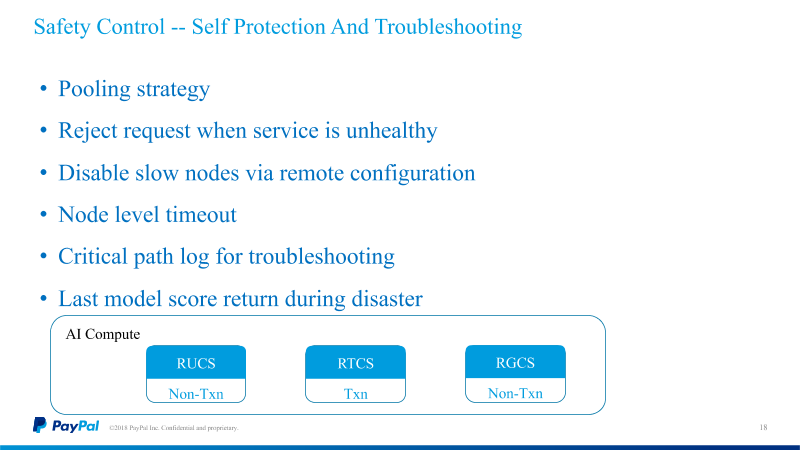 Safety Control -- Self Protection And Troubleshooting
• Pooling strategy
• Reject request when service is unhealthy
• Disable slow nodes via remote configuration
• Node level timeout
• Critical path log for troubleshooting
• Last model score return during disaster
AI Compute
RUCS RTCS RGCS
Non-Txn Txn Non-Txn
PayPal ©2018 PayPal Inc. Confidential and proprietary. 18